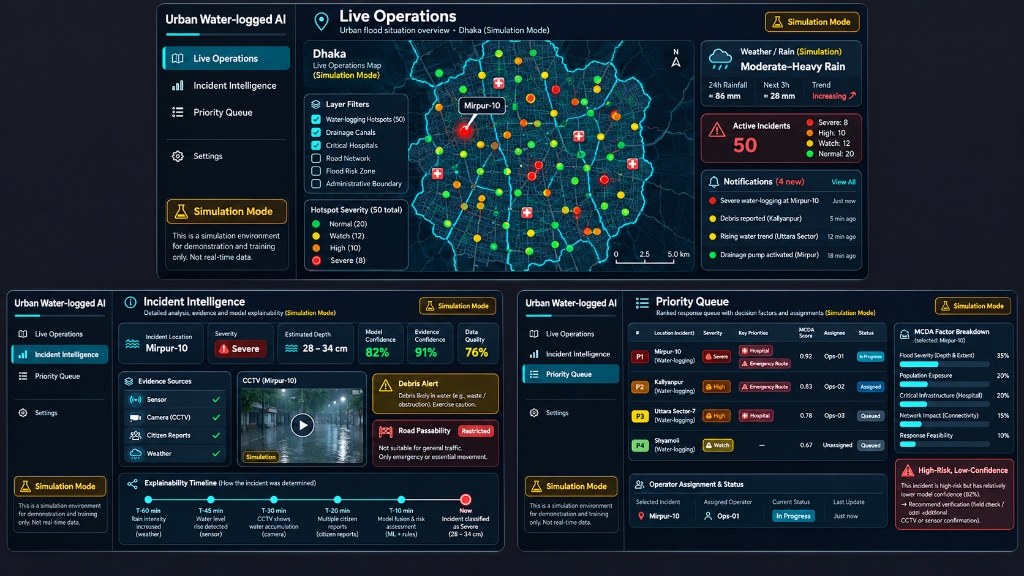 Urban Water-logged AI
Live Operations
Incident Intelligence
Priority Queue
Settings
Simulation Mode
This is a simulation environment
for demonstration and training
only. Not real-time data.
Live Operations
Urban flood situation overview • Dhaka (Simulation Mode)
Simulation Mode
Dhaka
Live Operations Map
(Simulation Mode)
Layer Filters
Water-logging Hotspots (50)
Drainage Canals
Critical Hospitals
Road Network
Flood Risk Zone
Administrative Boundary
Hotspot Severity (50 total)
Normal (20)
Watch (12)
High (10)
Severe (8)
Mirpur-10
N
0 2.5 5.0 km
Weather / Rain (Simulation)
Moderate–Heavy Rain
24h Rainfall Next 3h Trend
≈ 86 mm ≈ 28 mm Increasing ↗
Active Incidents
50
Severe: 8
High: 10
Watch: 12
Normal: 20
Notifications (4 new) View All
Severe water-logging at Mirpur-10 Just now
Debris reported (Kallyanpur) 5 min ago
Rising water trend (Uttara Sector) 12 min ago
Drainage pump activated (Mirpur) 18 min ago
Urban Water-logged AI
Live Operations
Incident Intelligence
Priority Queue
Settings
Simulation Mode
This is a simulation environment
for demonstration and training
only. Not real-time data.
Incident Intelligence
Detailed analysis, evidence and model explainability (Simulation Mode)
Simulation Mode
Incident Location
Mirpur-10
Severity
Severe
Estimated Depth
28 – 34 cm
Model
Confidence
82%
Evidence
Confidence
91%
Data
Quality
76%
Evidence Sources
Sensor
Camera (CCTV)
Citizen Reports
Weather
CCTV (Mirpur-10)
Simulation
Debris Alert
Debris likely in water (e.g., waste /
obstruction). Exercise caution.
Road Passability Restricted
Not suitable for general traffic.
Only emergency or essential movement.
Explainability Timeline (How the incident was determined)
T-60 min
Rain intensity
increased
(weather)
T-45 min
Water level
rise detected
(sensor)
T-30 min
CCTV shows
water accumulation
(camera)
T-20 min
Multiple citizen
reports
(citizen reports)
T-10 min
Model fusion & risk
assessment
(ML + rules)
Now
Incident classified
as Severe
(28 – 34 cm)
Urban Water-logged AI
Live Operations
Incident Intelligence
Priority Queue
Settings
Simulation Mode
This is a simulation environment
for demonstration and training
only. Not real-time data.
Priority Queue
Ranked response queue with decision factors and assignments (Simulation Mode)
Simulation Mode
# Location (Incident) Severity Key Priorities MCDA Score Assignee Status
P1 Mirpur-10 (Water-logging) Severe Hospital Emergency Route 0.92 Ops-01 In Progress
P2 Kallyanpur (Water-logging) High Emergency Route 0.83 Ops-02 Assigned
P3 Uttara Sector-7 (Water-logging) High Hospital 0.78 Ops-03 Queued
P4 Shyamoli (Water-logging) Watch — 0.67 Unassigned Queued
Operator Assignment & Status
Selected Incident Assigned Operator Current Status Last Update
Mirpur-10 Ops-01 In Progress Just now
MCDA Factor Breakdown
(selected: Mirpur-10)
Flood Severity (Depth & Extent) 35%
Population Exposure 20%
Critical Infrastructure (Hospital) 20%
Network Impact (Connectivity) 15%
Response Feasibility 10%
High-Risk, Low-Confidence
This incident is high-risk but has relatively
lower model confidence (82%).
→ Recommend verification (field check /
additional
CCTV or sensor confirmation).